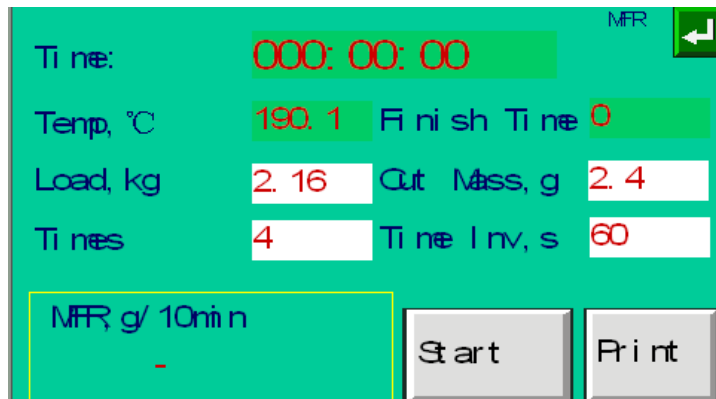 MFR
Time: 000:00:00
Temp, °C 190.1 Finish Time 0
Load, kg 2.16 Cut Mass, g 2.4
Times 4 Time Inv, s 60
MFR, g/10min
-
Start Print